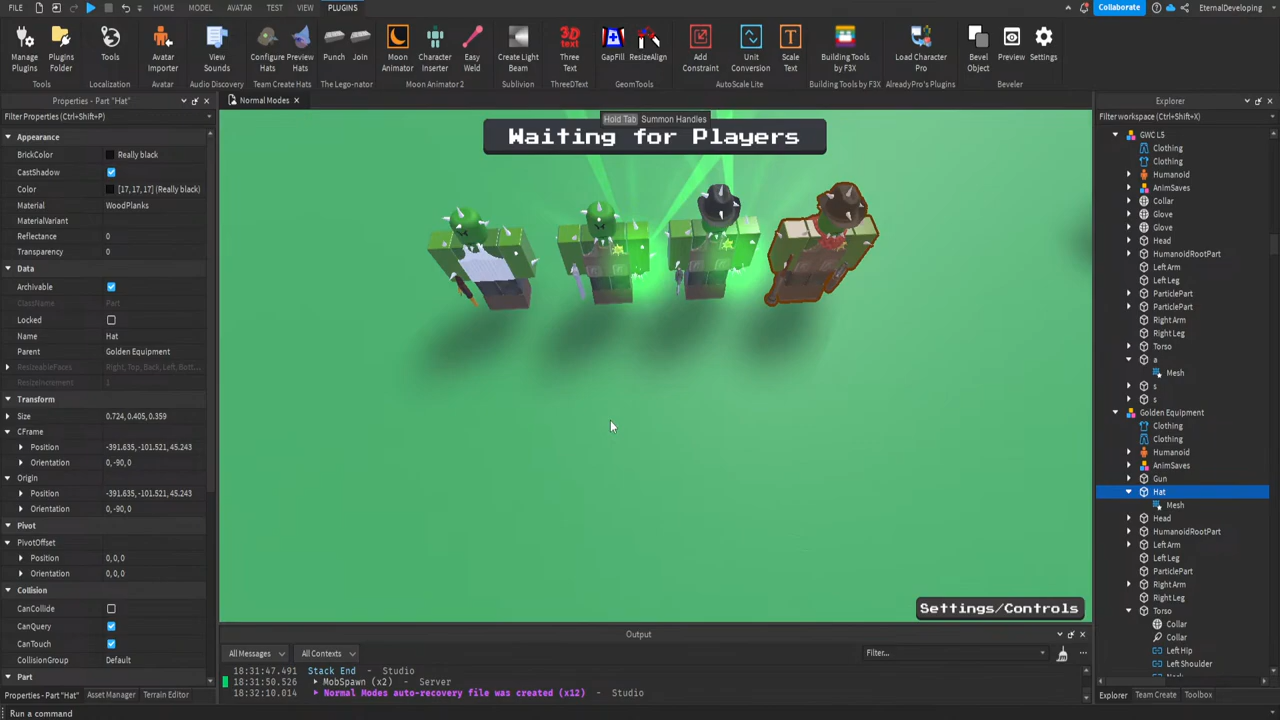 FILE HOME MODEL AVATAR TEST VIEW PLUGINS Collaborate EternalDeveloping
Manage Plugins
Plugins Folder
Tools
Avatar Importer
View Sounds
Configure Hats
Preview Hats
Punch
Join
Moon Animator
Character Inserter
Easy Weld
Create Light Beam
3D TEXT
Three Text
GapFill
ResizeAlign
Add Constraint
Unit Conversion
Scale Text
Building Tools by F3X
Load Character Pro
Bevel Object
Preview
Settings
Tools Localization Avatar Audio Discovery Team Create Hats The Lego-nator Moon Animator 2 Sublivion ThreeDText GeomTools AutoScale Lite Building Tools by F3X AlreadyPro's Plugins Beveler
Properties - Part "Hat"
Filter Properties (Ctrl+Shift+P)
Appearance
BrickColor Really black
CastShadow
Color [17, 17, 17] (Really black)
Material WoodPlanks
MaterialVariant
Reflectance 0
Transparency 0
Data
Archivable
ClassName Part
Locked
Name Hat
Parent Golden Equipment
ResizeableFaces Right, Top, Back, Left, Bott...
ResizeIncrement 1
Transform
Size 0.724, 0.405, 0.359
CFrame
Position -391.635, -101.521, 45.243
Orientation 0, -90, 0
Origin
Position -391.635, -101.521, 45.243
Orientation 0, -90, 0
Pivot
PivotOffset
Position 0, 0, 0
Orientation 0, 0, 0
Collision
CanCollide
CanQuery
CanTouch
CollisionGroup Default
Part
Properties - Part "Hat" Asset Manager Terrain Editor
Run a command
Normal Modes
Hold Tab Summon Handles
Waiting for Players
Settings/Controls
Output
All Messages All Contexts Filter...
18:31:47.491 Stack End - Studio
18:31:50.526 MobSpawn (x2) - Server
18:32:10.014 Normal Modes auto-recovery file was created (x12) - Studio
Explorer
Filter workspace (Ctrl+Shift+X)
GWC L5
Clothing
Clothing
Humanoid
AnimSaves
Collar
Glove
Glove
Head
HumanoidRootPart
Left Arm
Left Leg
ParticlePart
ParticlePart
Right Arm
Right Leg
Torso
a
Mesh
s
s
Golden Equipment
Clothing
Clothing
Humanoid
AnimSaves
Gun
Hat
Mesh
Head
HumanoidRootPart
Left Arm
Left Leg
ParticlePart
Right Arm
Right Leg
Torso
Collar
Collar
Left Hip
Left Shoulder
Explorer Team Create Toolbox